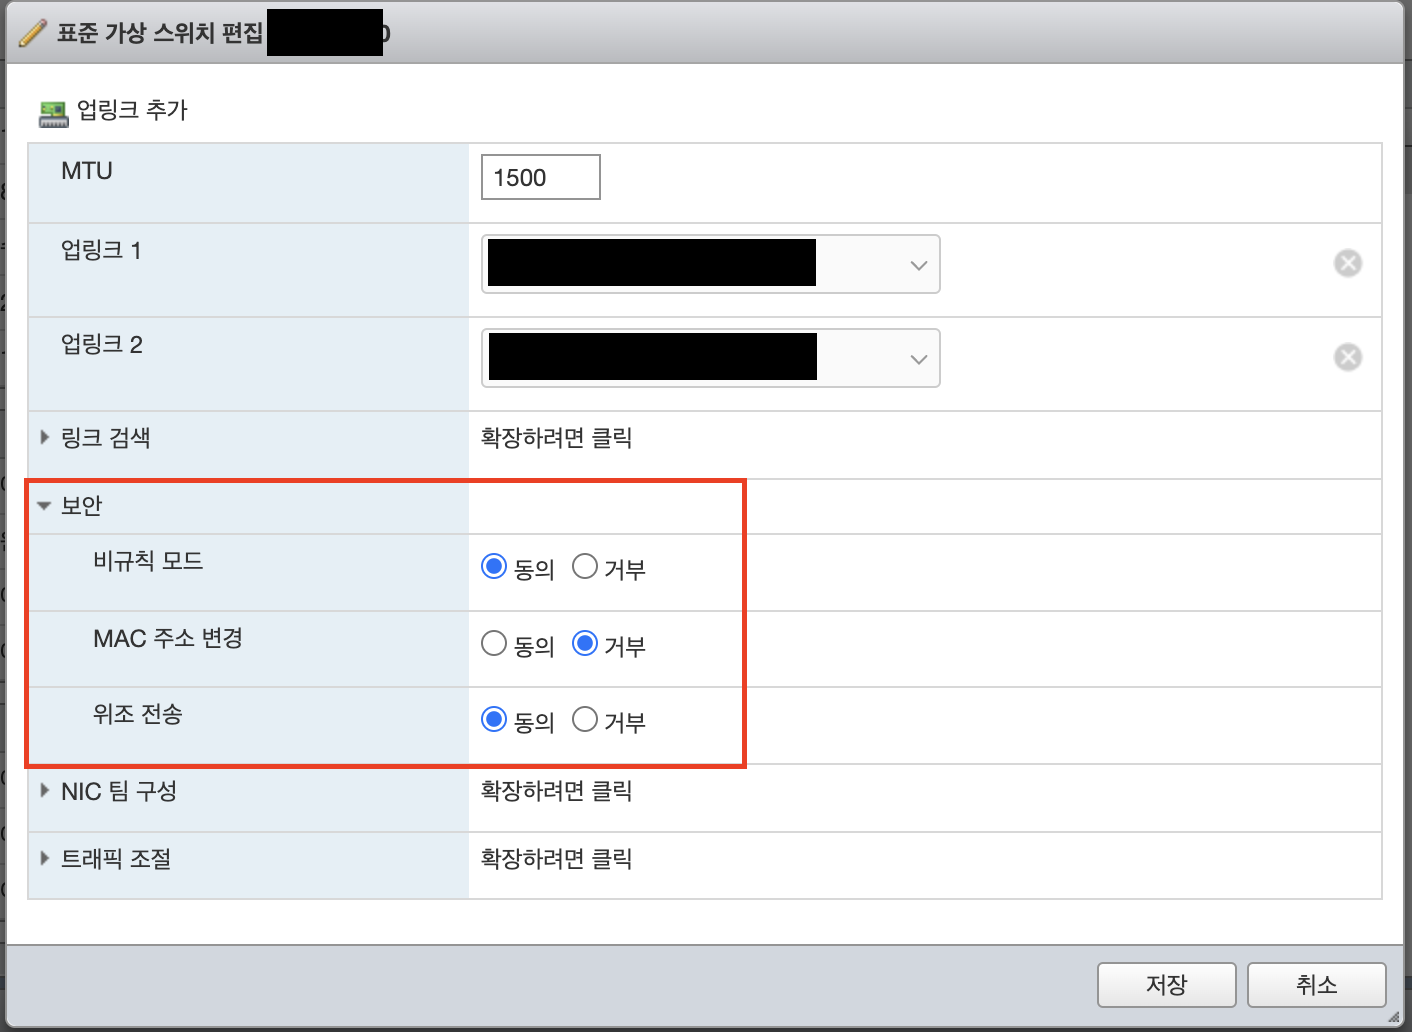 표준 가상 스위치 편집
업링크 추가
MTU 1500
업링크 1
업링크 2
링크 검색 확장하려면 클릭
보안
비규칙 모드 동의 거부
MAC 주소 변경 동의 거부
위조 전송 동의 거부
NIC 팀 구성 확장하려면 클릭
트래픽 조절 확장하려면 클릭
저장 취소